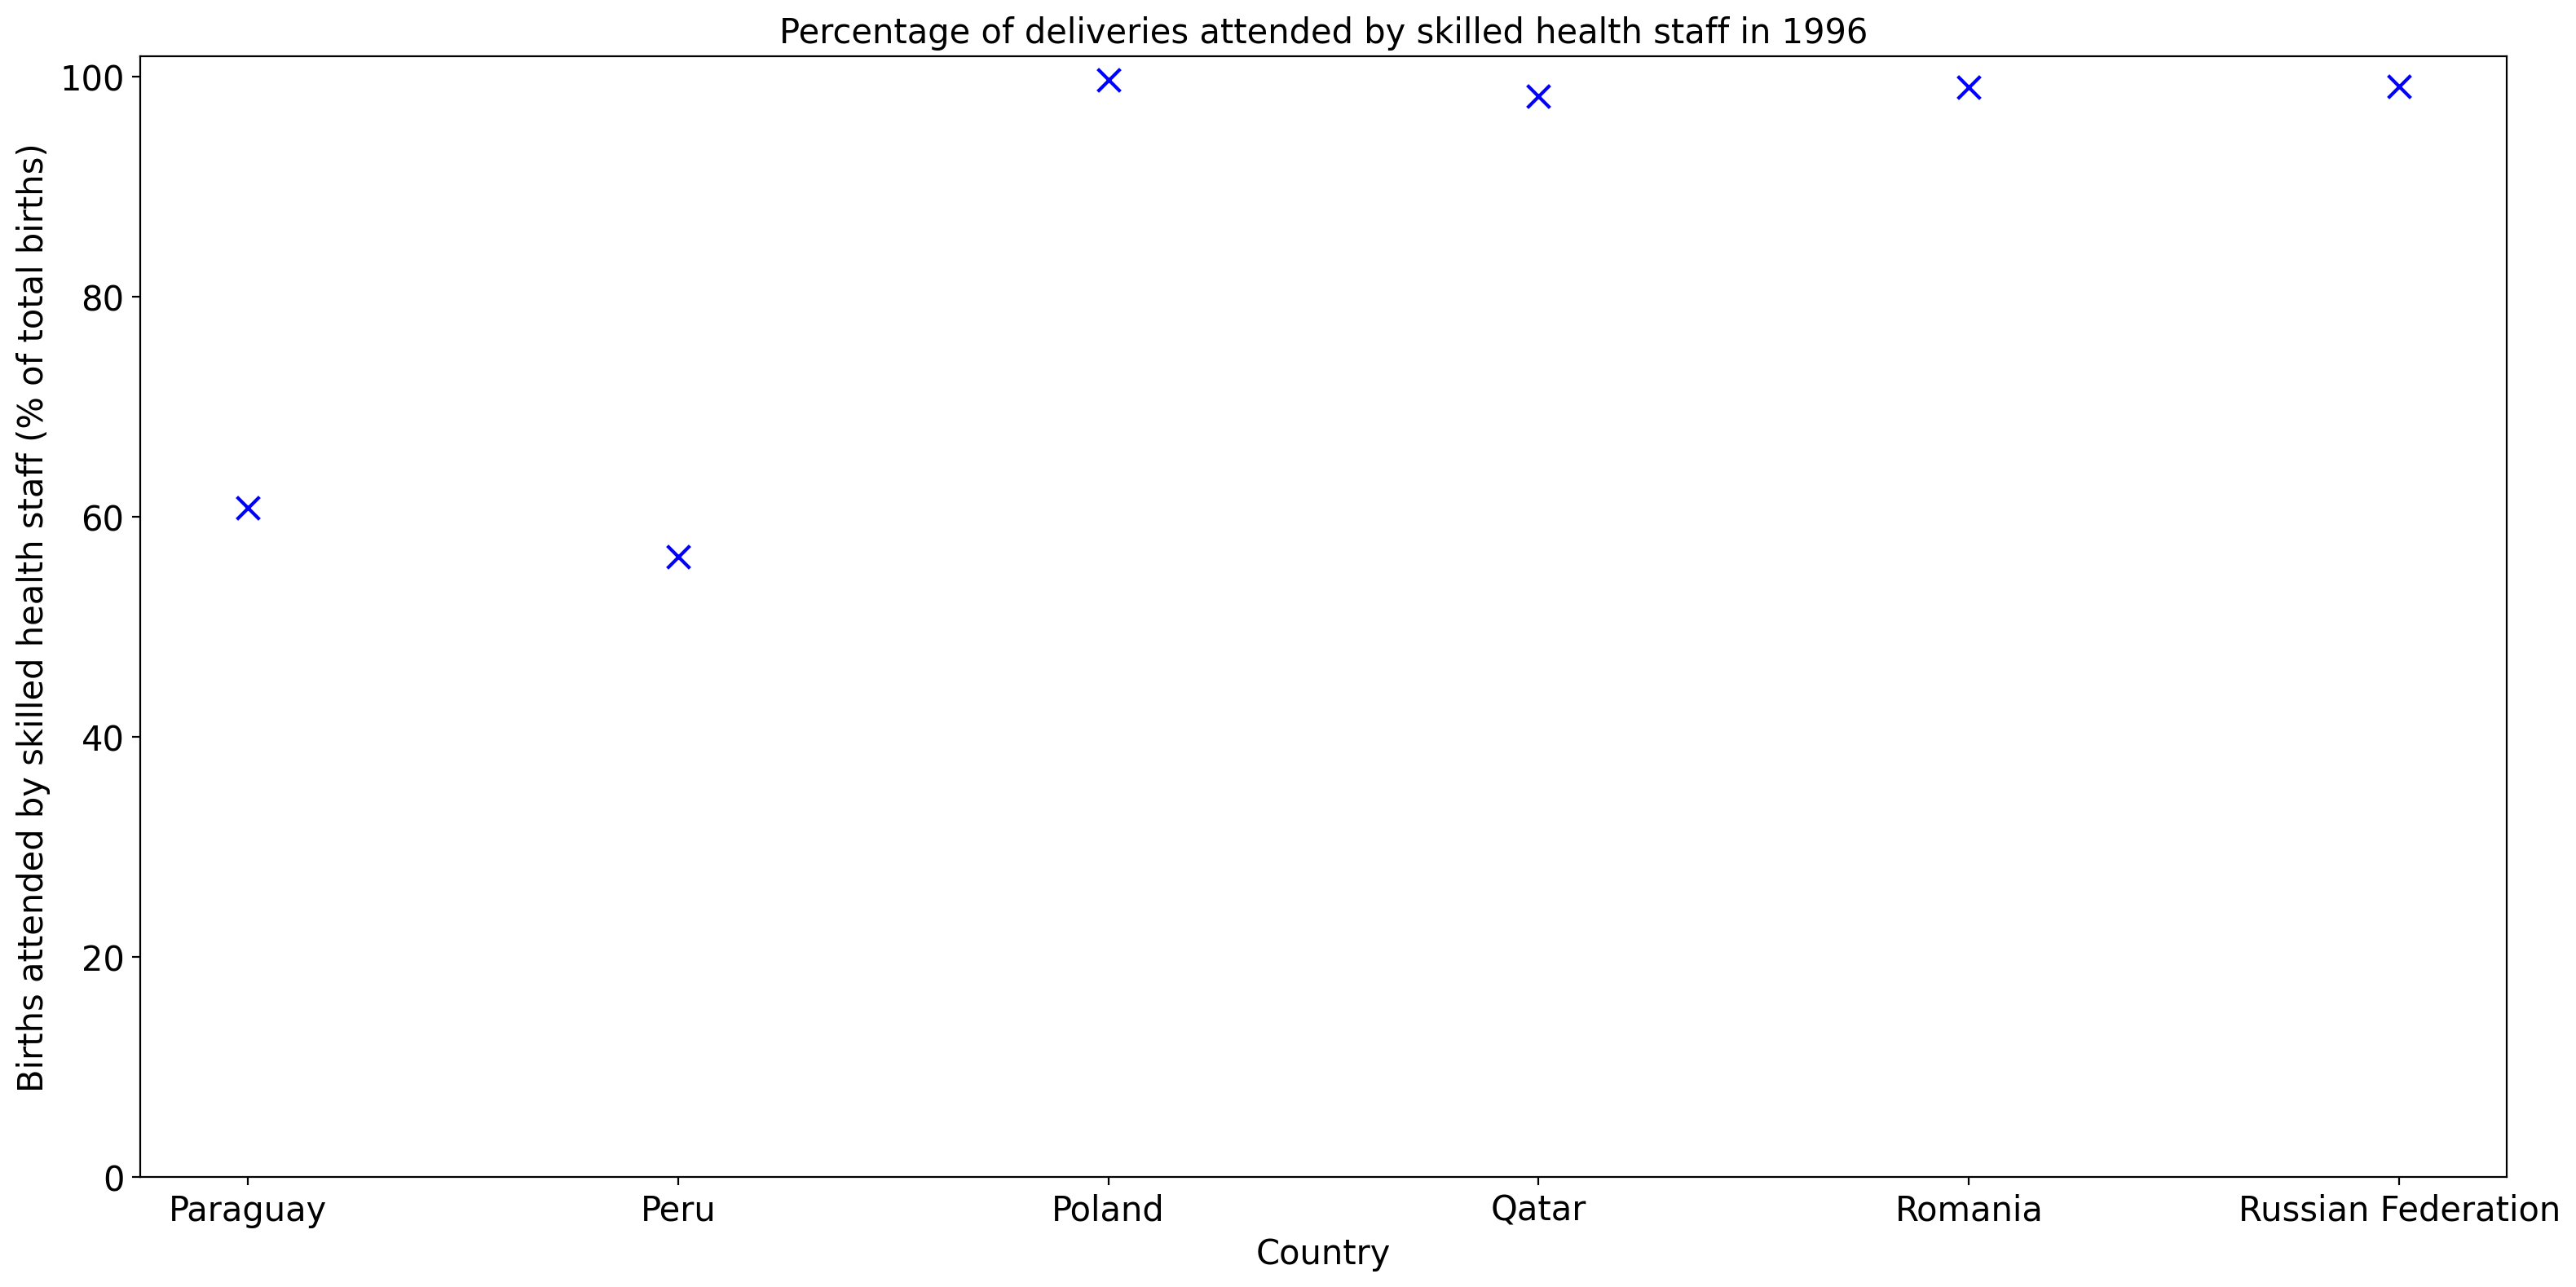 Percentage of deliveries attended by skilled health staff in 1996
Births attended by skilled health staff (% of total births)
100
80
60
40
20
0
Paraguay
Peru
Poland
Qatar
Romania
Russian Federation
Country